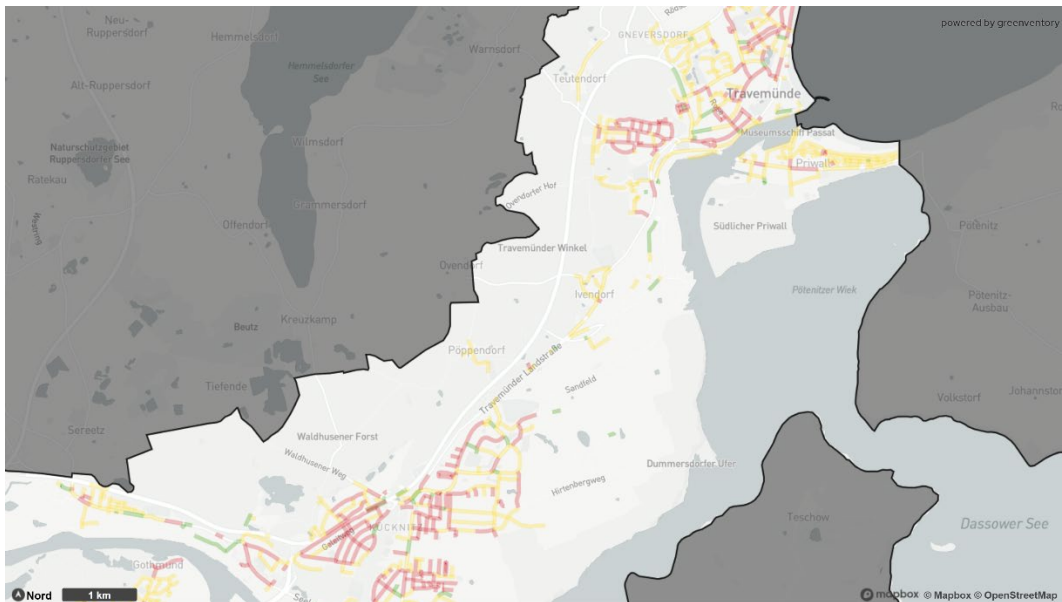 powered by greenventory
Neu-
Ruppersdorf
Hemmelsdorf
Hemmelsdorfer
See
Warnsdorf
GNEVERSDORF
Teutendorf
Alt-Ruppersdorf
Travemünde
Museumsschiff Passat
Wilmsdorf
Naturschutzgebiet
Ruppersdorfer See
Ratekau
Priwall
Ovendorfer Hof
Grammersdorf
Offendorf
Südlicher Priwall
Pötenitz
Travemünder Winkel
Ovendorf
Ivendorf
Pötenitzer Wiek
Pötenitz-
Ausbau
Kreuzkamp
Beutz
Pöppendorf
Travemünder Landstraße
Sandfeld
Tiefende
Volkstorf
Sereetz
Waldhusener Forst
Waldhusener Weg
Dummersdorfer Ufer
Hirtenbergweg
Teschow
Dassower See
Gothmund
Nord
1 km
mapbox © Mapbox © OpenStreetMap